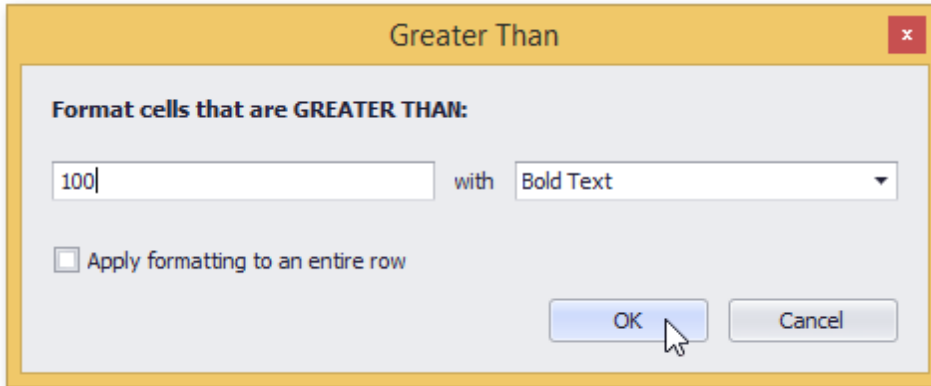 Greater Than
x
Format cells that are GREATER THAN:
100 with Bold Text
Apply formatting to an entire row
OK Cancel